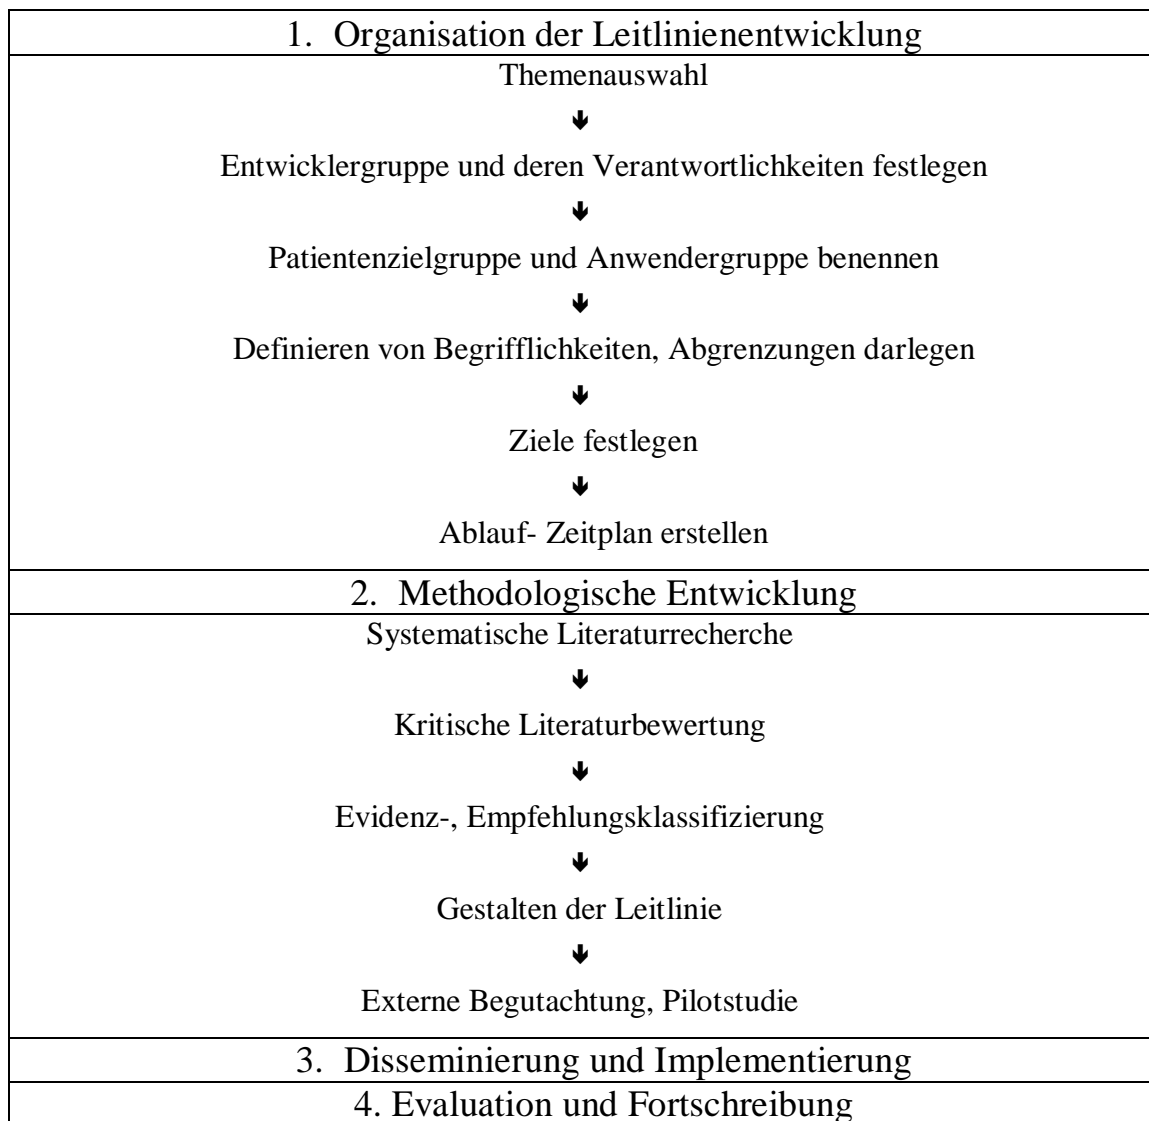 1. Organisation der Leitlinienentwicklung
Themenauswahl
🡻
Entwicklergruppe und deren Verantwortlichkeiten festlegen
🡻
Patientenzielgruppe und Anwendergruppe benennen
🡻
Definieren von Begrifflichkeiten, Abgrenzungen darlegen
🡻
Ziele festlegen
🡻
Ablauf- Zeitplan erstellen
2. Methodologische Entwicklung
Systematische Literaturrecherche
🡻
Kritische Literaturbewertung
🡻
Evidenz-, Empfehlungsklassifizierung
🡻
Gestalten der Leitlinie
🡻
Externe Begutachtung, Pilotstudie
3. Disseminierung und Implementierung
4. Evaluation und Fortschreibung